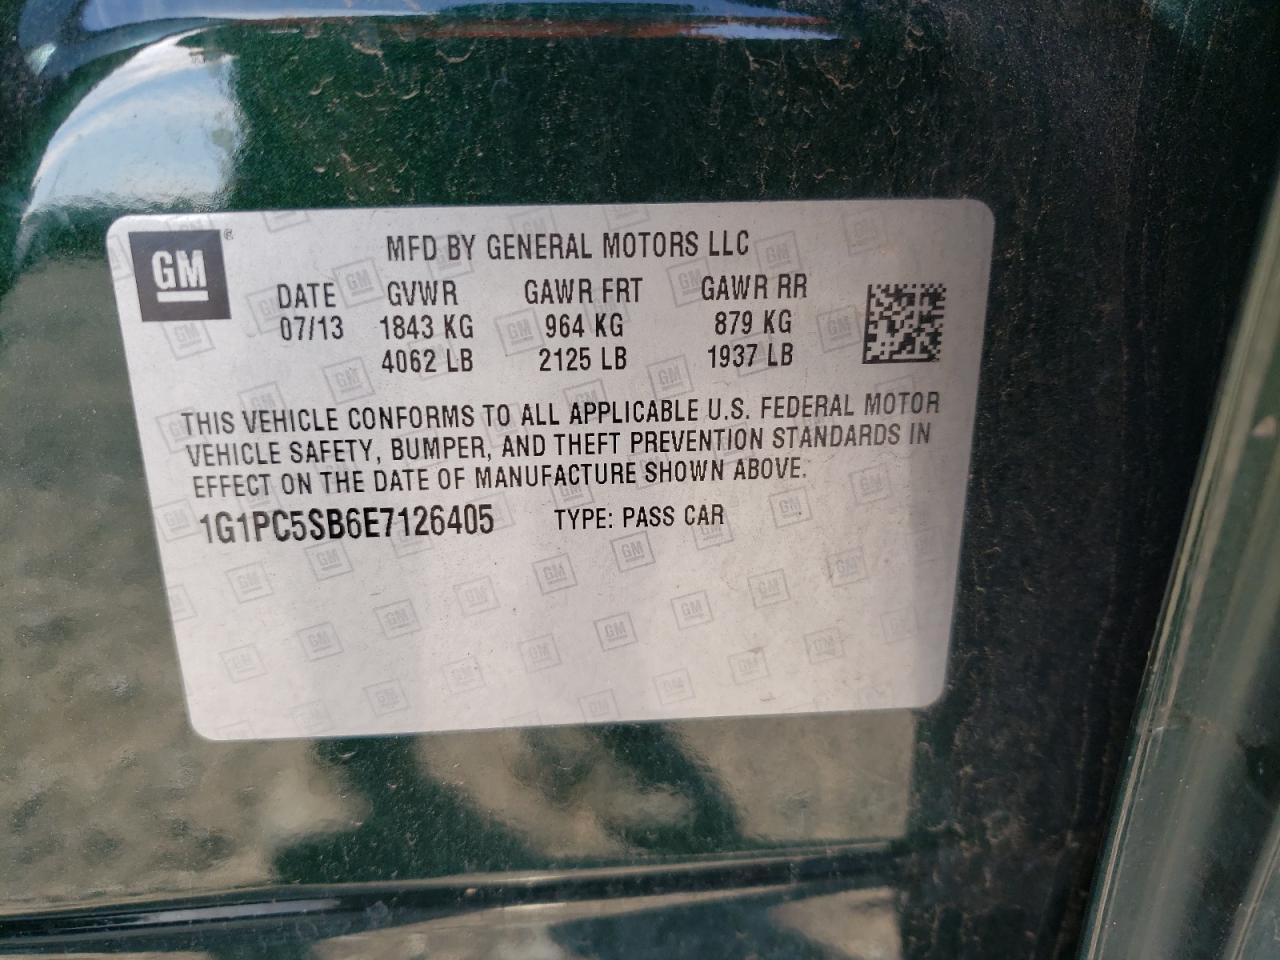 GM®
MFD BY GENERAL MOTORS LLC
DATE GVWR GAWR FRT GAWR RR
07/13 1843 KG 964 KG 879 KG
4062 LB 2125 LB 1937 LB
THIS VEHICLE CONFORMS TO ALL APPLICABLE U.S. FEDERAL MOTOR
VEHICLE SAFETY, BUMPER, AND THEFT PREVENTION STANDARDS IN
EFFECT ON THE DATE OF MANUFACTURE SHOWN ABOVE.
1G1PC5SB6E7126405 TYPE: PASS CAR